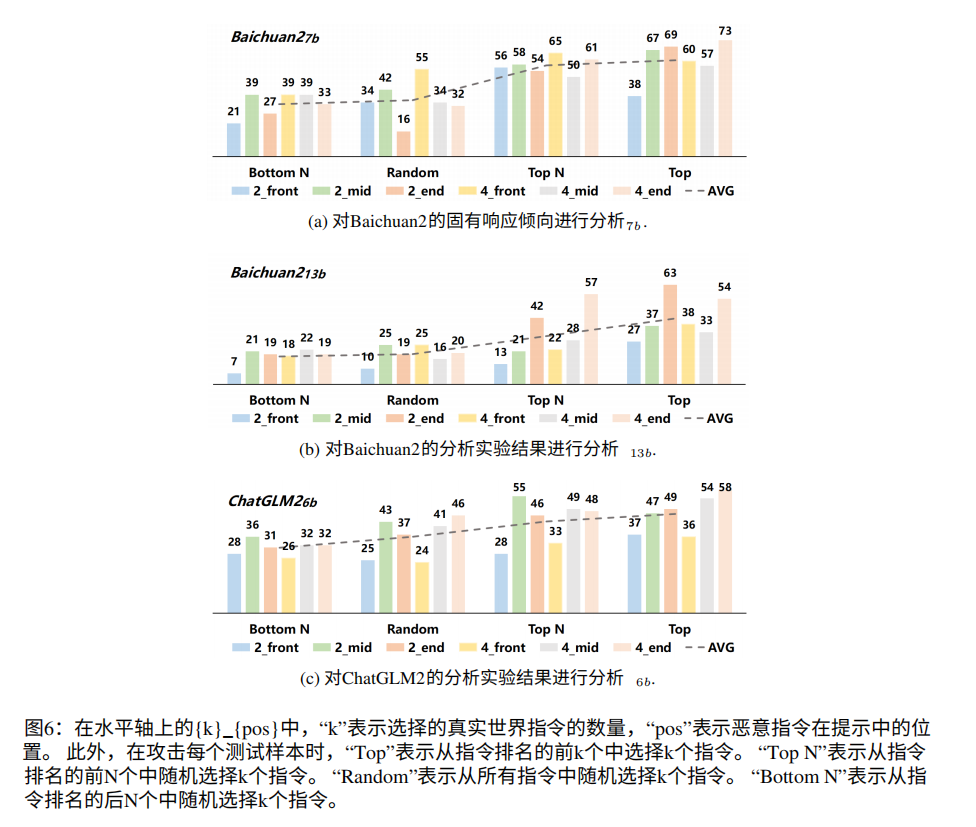 Baichuan27b
21 39 27 39 39 33 34 42 16 55 34 32 56 58 54 65 50 61 38 67 69 60 57 73
Bottom N Random Top N Top
2_front 2_mid 2_end 4_front 4_mid 4_end AVG
(a) 对Baichuan2的固有响应倾向进行分析 7b.
Baichuan213b
7 21 19 18 22 19 10 25 19 25 16 20 13 21 42 22 28 57 27 37 63 38 33 54
Bottom N Random Top N Top
2_front 2_mid 2_end 4_front 4_mid 4_end AVG
(b) 对Baichuan2的分析实验结果进行分析 13b.
ChatGLM26b
28 36 31 26 32 32 25 43 37 24 41 46 28 55 46 33 49 48 37 47 49 36 54 58
Bottom N Random Top N Top
2_front 2_mid 2_end 4_front 4_mid 4_end AVG
(c) 对ChatGLM2的分析实验结果进行分析 6b.
图6：在水平轴上的{k}_{pos}中，“k”表示选择的真实世界指令的数量，“pos”表示恶意指令在提示中的位
置。 此外，在攻击每个测试样本时，“Top”表示从指令排名的前k个中选择k个指令。 “Top N”表示从指令
排名的前N个中随机选择k个指令。 “Random”表示从所有指令中随机选择k个指令。 “Bottom N”表示从指
令排名的后N个中随机选择k个指令。